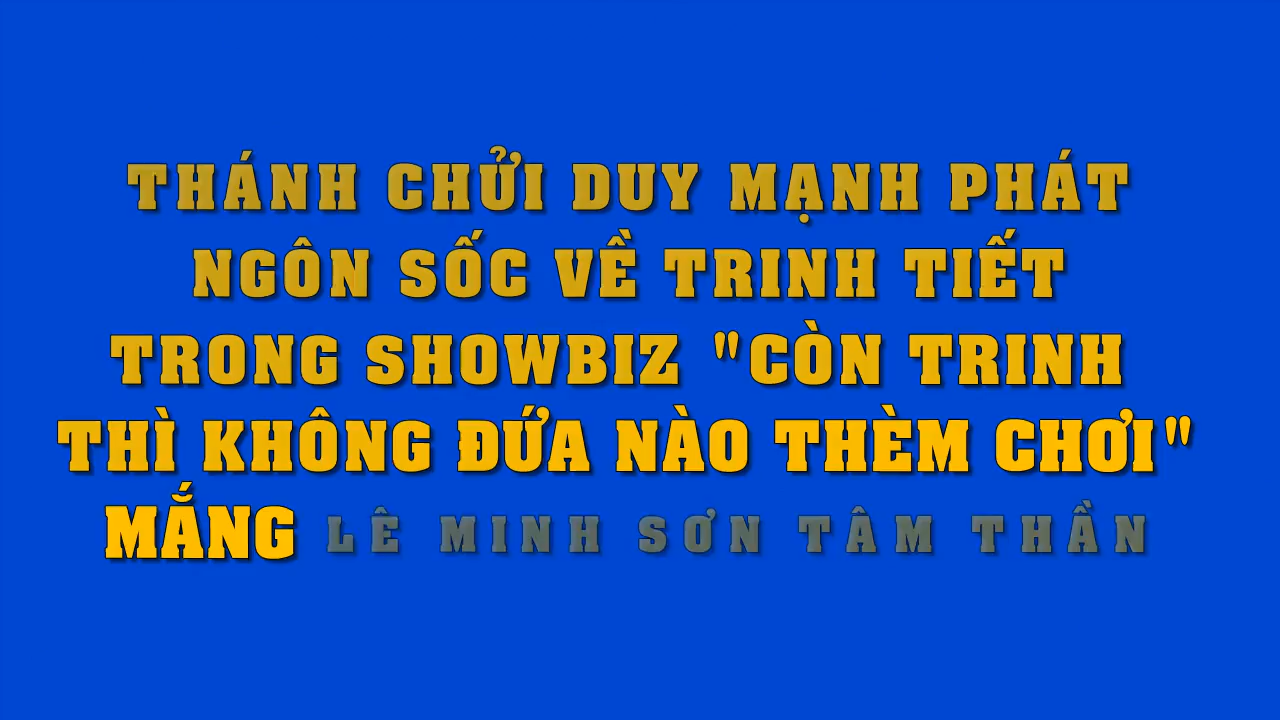 THÁNH CHỬI DUY MẠNH PHÁT
NGÔN SỐC VỀ TRINH TIẾT
TRONG SHOWBIZ "CÒN TRINH
THÌ KHÔNG ĐỨA NÀO THÈM CHƠI"
MẮNG LÊ MINH SƠN TÂM THẦN